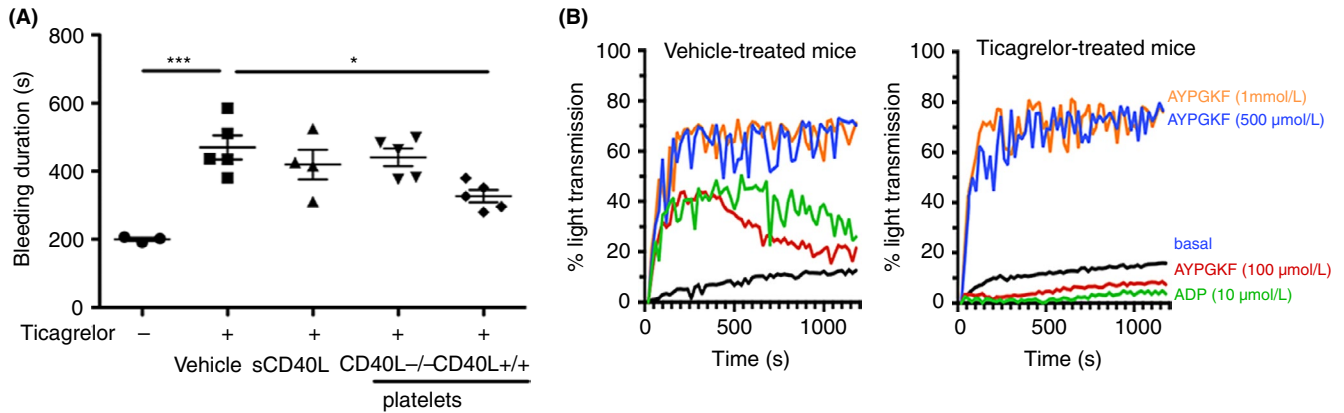 (A)
800
600
400
200
0
Bleeding duration (s)
***
*
Ticagrelor – + + + +
Vehicle sCD40L CD40L–/–CD40L+/+
platelets
(B)
Vehicle-treated mice
100
80
60
40
20
0
% light transmission
0 500 1000
Time (s)
Ticagrelor-treated mice
100
80
60
40
20
0
% light transmission
0 500 1000
Time (s)
AYPGKF (1mmol/L)
AYPGKF (500 µmol/L)
basal
AYPGKF (100 µmol/L)
ADP (10 µmol/L)